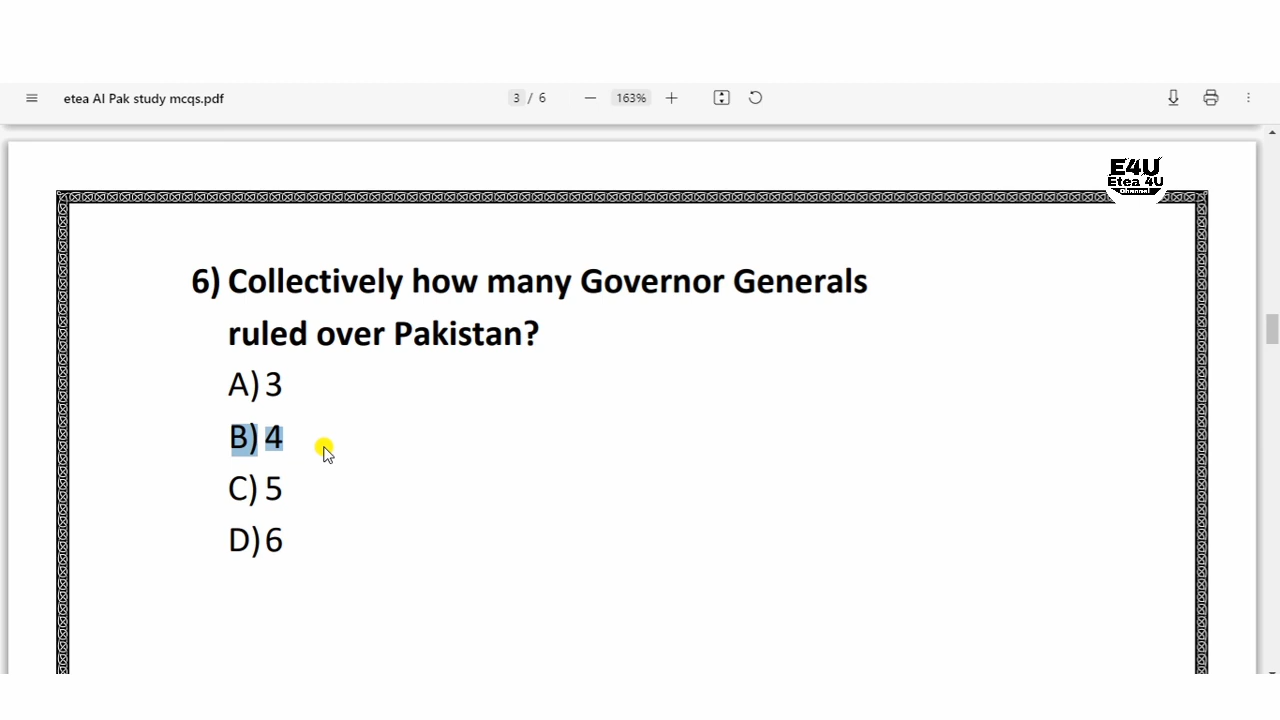 etea AI Pak study mcqs.pdf
3 / 6
163%
E4U
Etea 4U
Channel
6) Collectively how many Governor Generals
ruled over Pakistan?
A) 3
B) 4
C) 5
D) 6